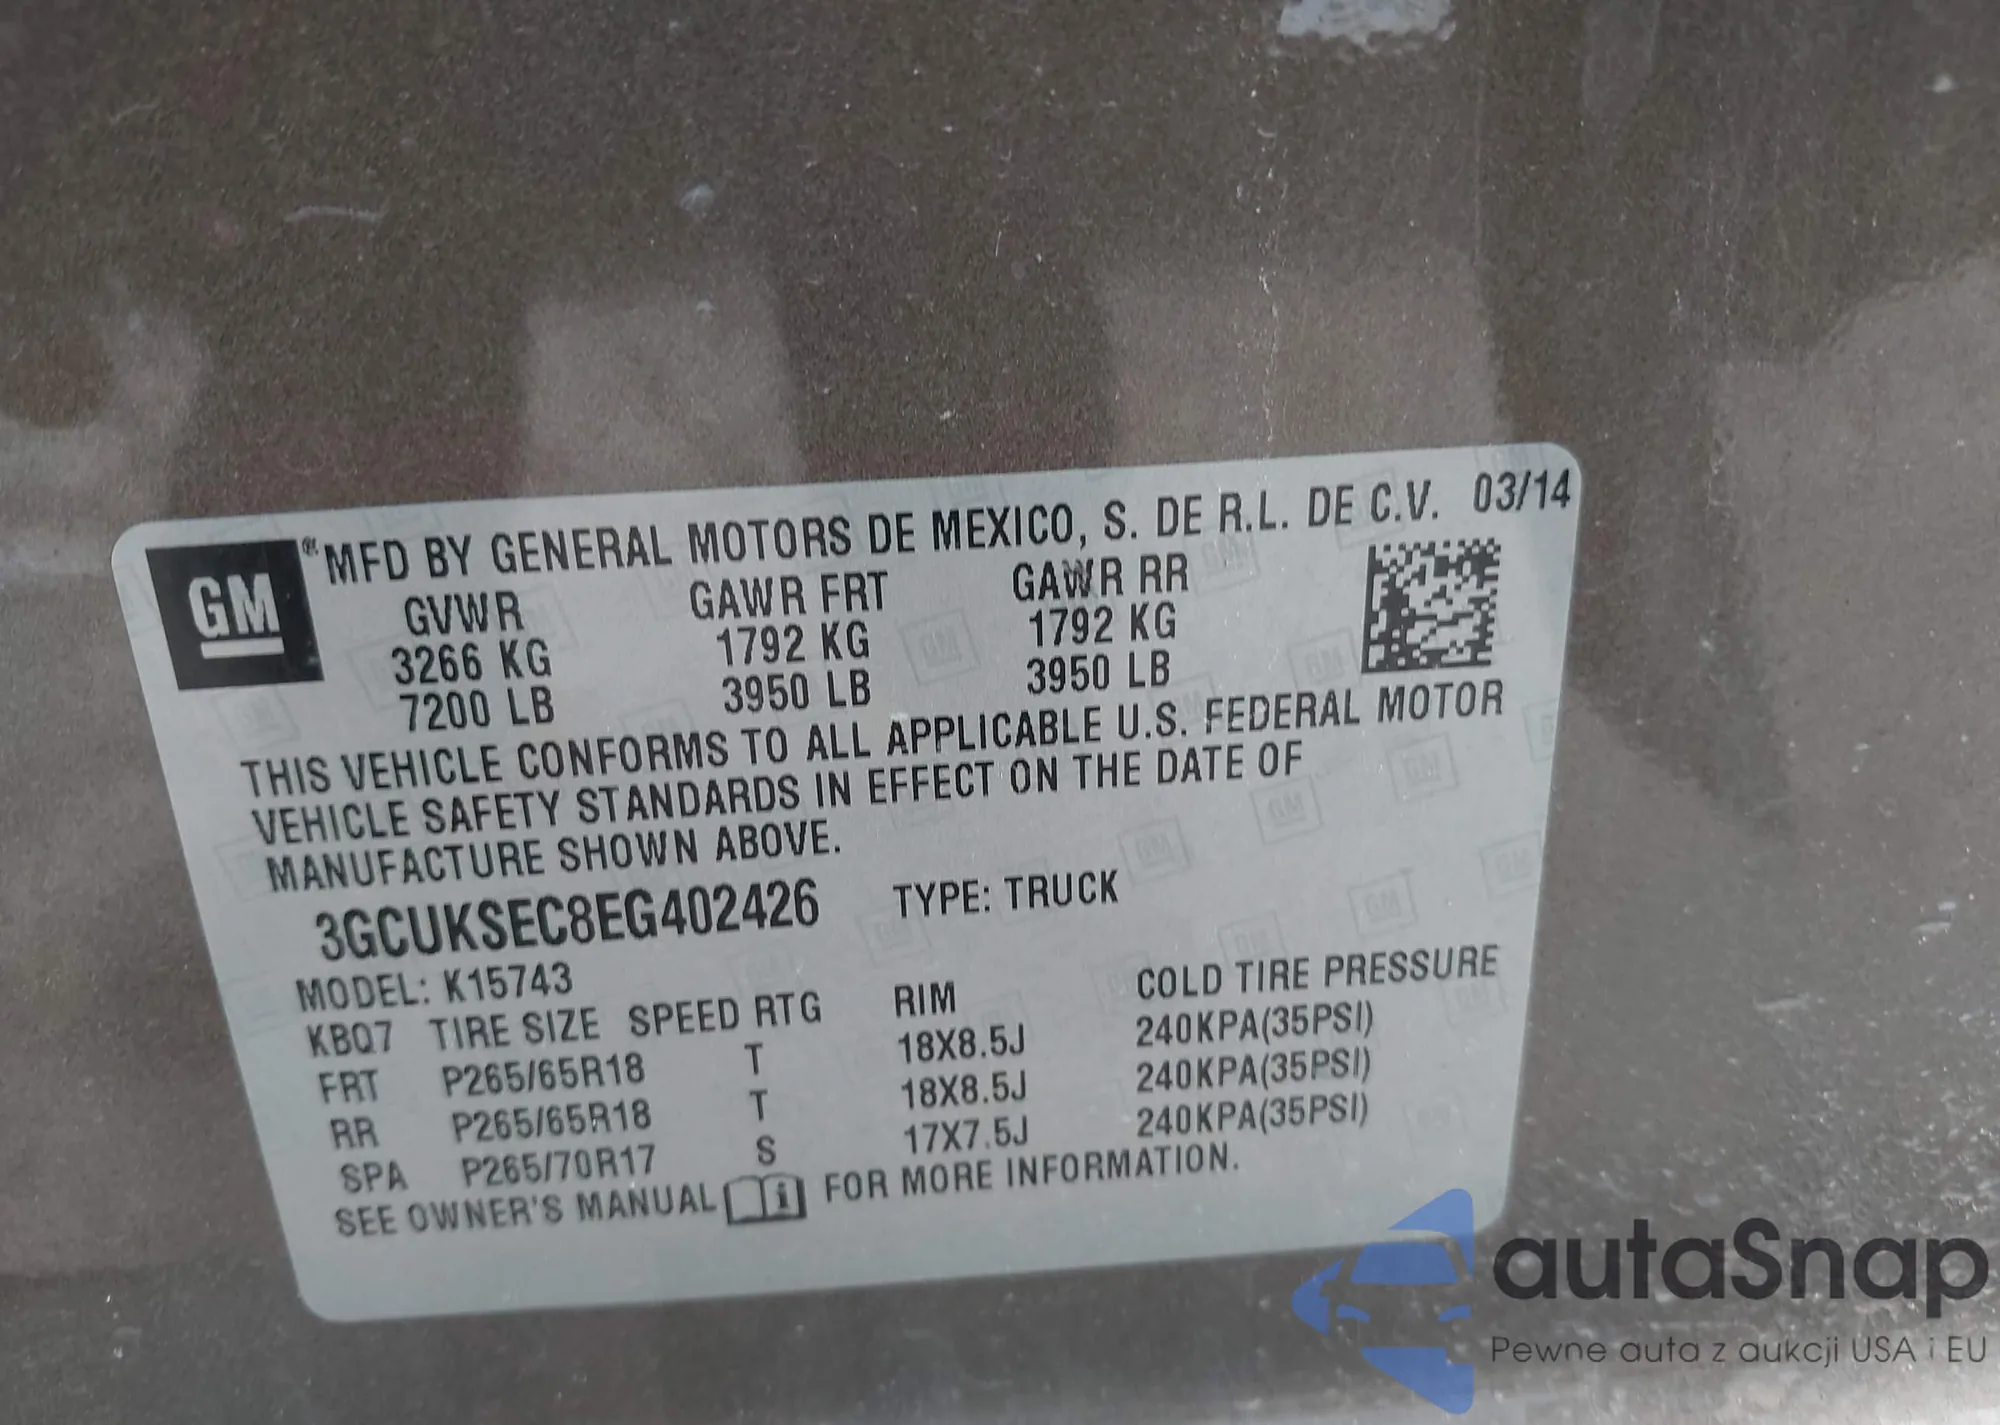 GM ® MFD BY GENERAL MOTORS DE MEXICO, S. DE R.L. DE C.V. 03/14
GVWR GAWR FRT GAWR RR
3266 KG 1792 KG 1792 KG
7200 LB 3950 LB 3950 LB
THIS VEHICLE CONFORMS TO ALL APPLICABLE U.S. FEDERAL MOTOR
VEHICLE SAFETY STANDARDS IN EFFECT ON THE DATE OF
MANUFACTURE SHOWN ABOVE.
3GCUKSEC8EG402426 TYPE: TRUCK
MODEL: K15743
KBQ7 TIRE SIZE SPEED RTG RIM COLD TIRE PRESSURE
FRT P265/65R18 T 18X8.5J 240KPA(35PSI)
RR P265/65R18 T 18X8.5J 240KPA(35PSI)
SPA P265/70R17 S 17X7.5J 240KPA(35PSI)
SEE OWNER'S MANUAL i FOR MORE INFORMATION.
autaSnap
Pewne auta z aukcji USA i EU